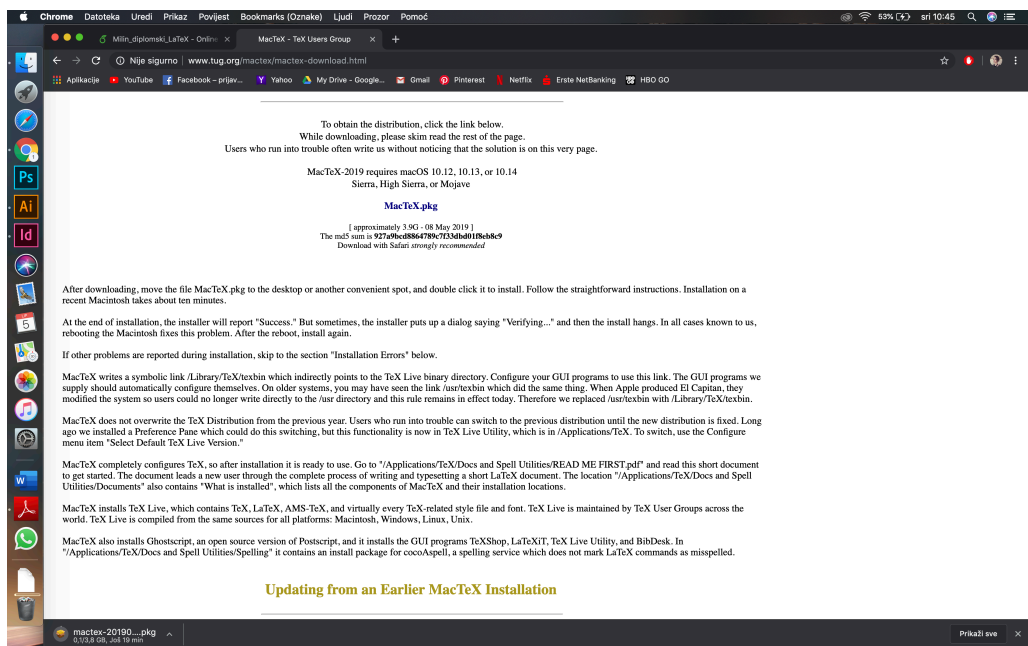 Chrome Datoteka Uredi Prikaz Povijest Bookmarks (Oznake) Ljudi Prozor Pomoć 53% sri 10:45
Milin_diplomski_LaTeX - Online MacTeX - TeX Users Group
Nije sigurno | www.tug.org/mactex/mactex-download.html
Aplikacije YouTube Facebook – prijav... Yahoo My Drive - Google... Gmail Pinterest Netflix Erste NetBanking HBO GO
To obtain the distribution, click the link below.
While downloading, please skim read the rest of the page.
Users who run into trouble often write us without noticing that the solution is on this very page.
MacTeX-2019 requires macOS 10.12, 10.13, or 10.14
Sierra, High Sierra, or Mojave
MacTeX.pkg
[ approximately 3.9G - 08 May 2019 ]
The md5 sum is 927a9bcd8864789c7f33dbd01f8eb8c9
Download with Safari strongly recommended
After downloading, move the file MacTeX.pkg to the desktop or another convenient spot, and double click it to install. Follow the straightforward instructions. Installation on a
recent Macintosh takes about ten minutes.
At the end of installation, the installer will report "Success." But sometimes, the installer puts up a dialog saying "Verifying..." and then the install hangs. In all cases known to us,
rebooting the Macintosh fixes this problem. After the reboot, install again.
If other problems are reported during installation, skip to the section "Installation Errors" below.
MacTeX writes a symbolic link /Library/TeX/texbin which indirectly points to the TeX Live binary directory. Configure your GUI programs to use this link. The GUI programs we
supply should automatically configure themselves. On older systems, you may have seen the link /usr/texbin which did the same thing. When Apple produced El Capitan, they
modified the system so users could no longer write directly to the /usr directory and this rule remains in effect today. Therefore we replaced /usr/texbin with /Library/TeX/texbin.
MacTeX does not overwrite the TeX Distribution from the previous year. Users who run into trouble can switch to the previous distribution until the new distribution is fixed. Long
ago we installed a Preference Pane which could do this switching, but this functionality is now in TeX Live Utility, which is in /Applications/TeX. To switch, use the Configure
menu item "Select Default TeX Live Version."
MacTeX completely configures TeX, so after installation it is ready to use. Go to "/Applications/TeX/Docs and Spell Utilities/READ ME FIRST.pdf" and read this short document
to get started. The document leads a new user through the complete process of writing and typesetting a short LaTeX document. The location "/Applications/TeX/Docs and Spell
Utilities/Documents" also contains "What is installed", which lists all the components of MacTeX and their installation locations.
MacTeX installs TeX Live, which contains TeX, LaTeX, AMS-TeX, and virtually every TeX-related style file and font. TeX Live is maintained by TeX User Groups across the
world. TeX Live is compiled from the same sources for all platforms: Macintosh, Windows, Linux, Unix.
MacTeX also installs Ghostscript, an open source version of Postscript, and it installs the GUI programs TeXShop, LaTeXiT, TeX Live Utility, and BibDesk. In
"/Applications/TeX/Docs and Spell Utilities/Spelling" it contains an install package for cocoAspell, a spelling service which does not mark LaTeX commands as misspelled.
Updating from an Earlier MacTeX Installation
Ps
Ai
Id
5
W
mactex-20190....pkg
0,1/3,8 GB, Još 19 min
Prikaži sve